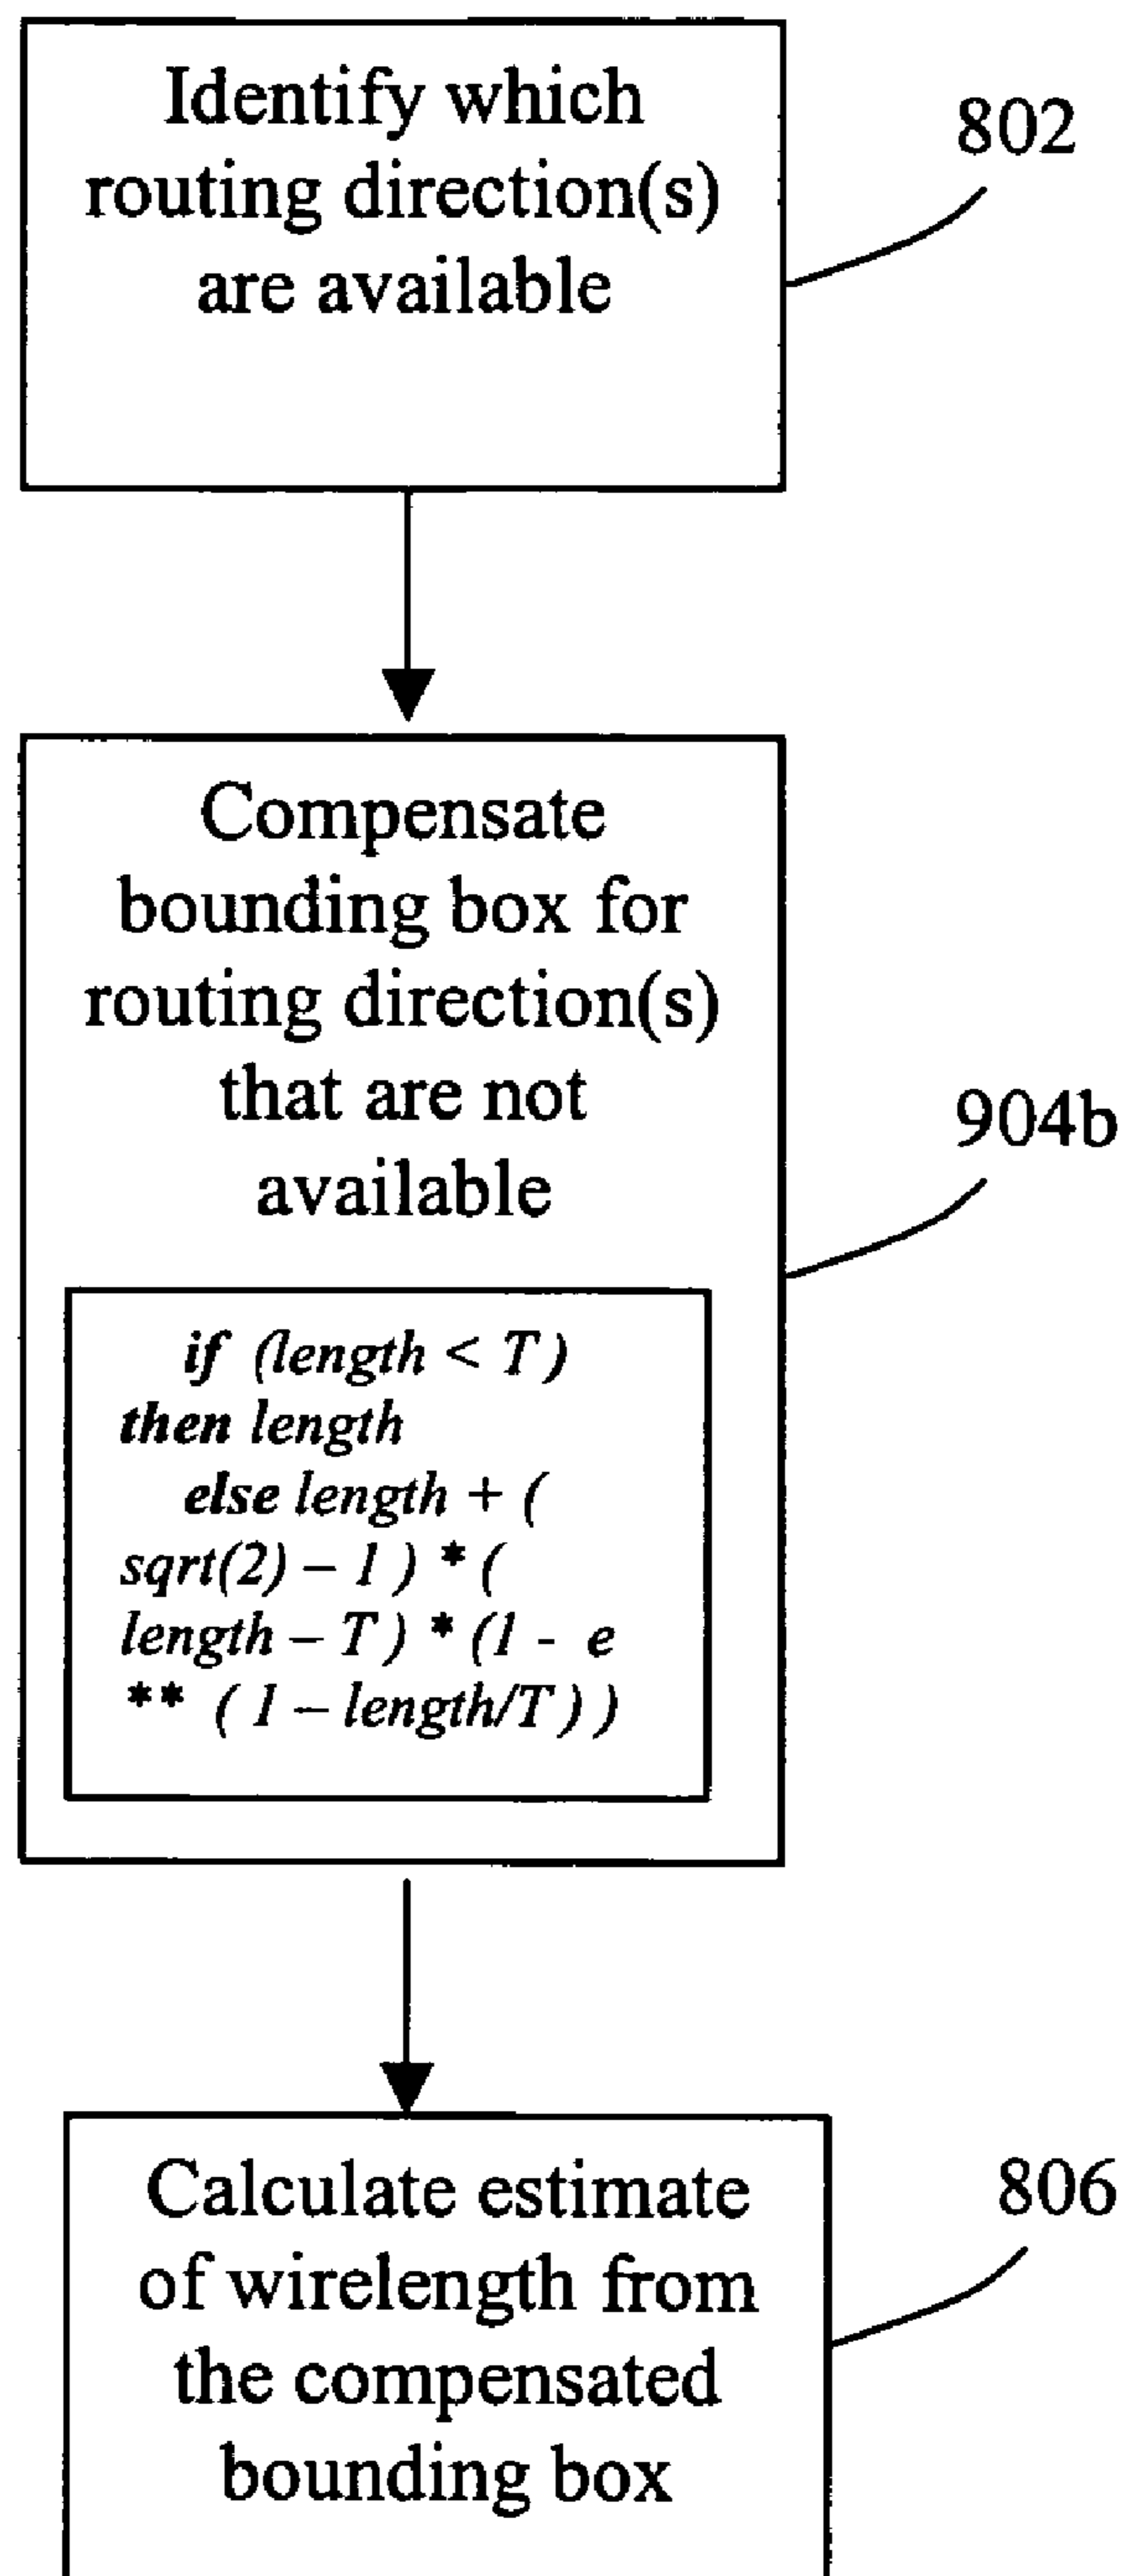 Identify which
routing direction(s)
are available
802
Compensate
bounding box for
routing direction(s)
that are not
available
904b
if (length < T )
then length
else length + (
sqrt(2) – 1 ) * (
length – T ) * (1 - e
** ( 1 – length/T ) )
Calculate estimate
of wirelength from
the compensated
bounding box
806